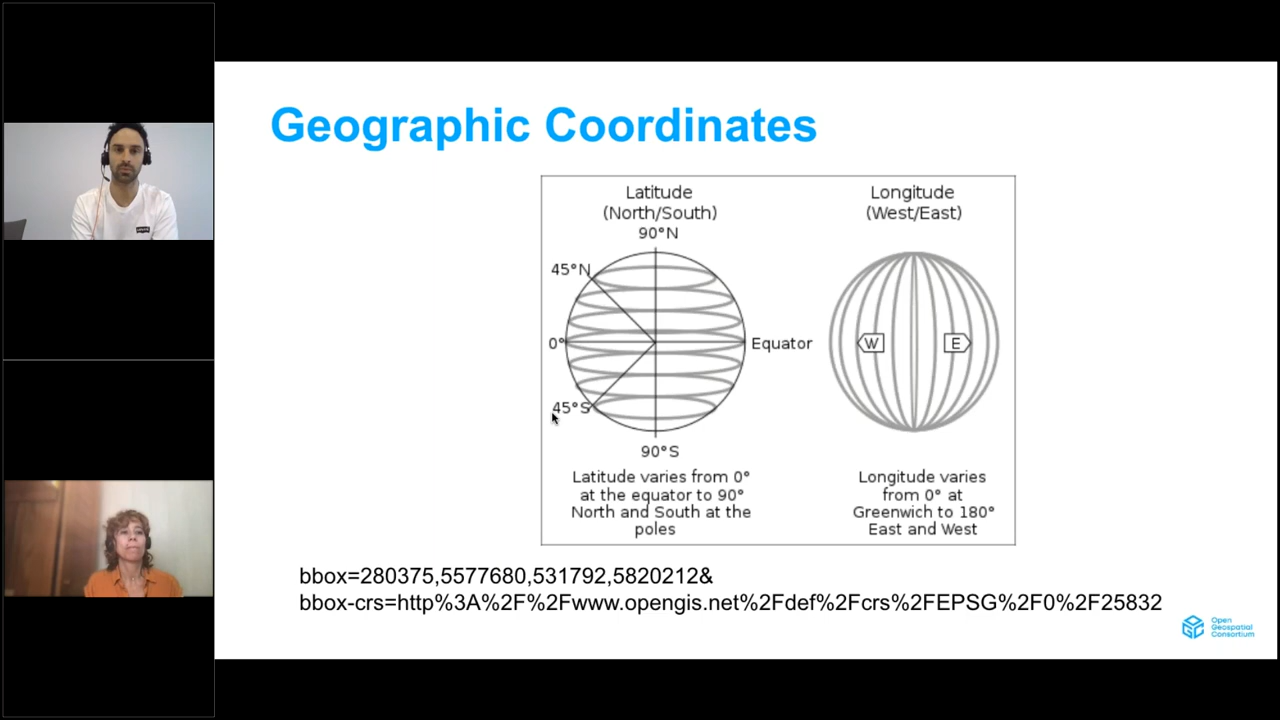 Geographic Coordinates
Latitude
(North/South)
90°N
45°N
0°
Equator
45°S
90°S
Latitude varies from 0°
at the equator to 90°
North and South at the
poles
Longitude
(West/East)
W
E
Longitude varies
from 0° at
Greenwich to 180°
East and West
bbox=280375,5577680,531792,5820212&
bbox-crs=http%3A%2F%2Fwww.opengis.net%2Fdef%2Fcrs%2FEPSG%2F0%2F25832
Open
Geospatial
Consortium